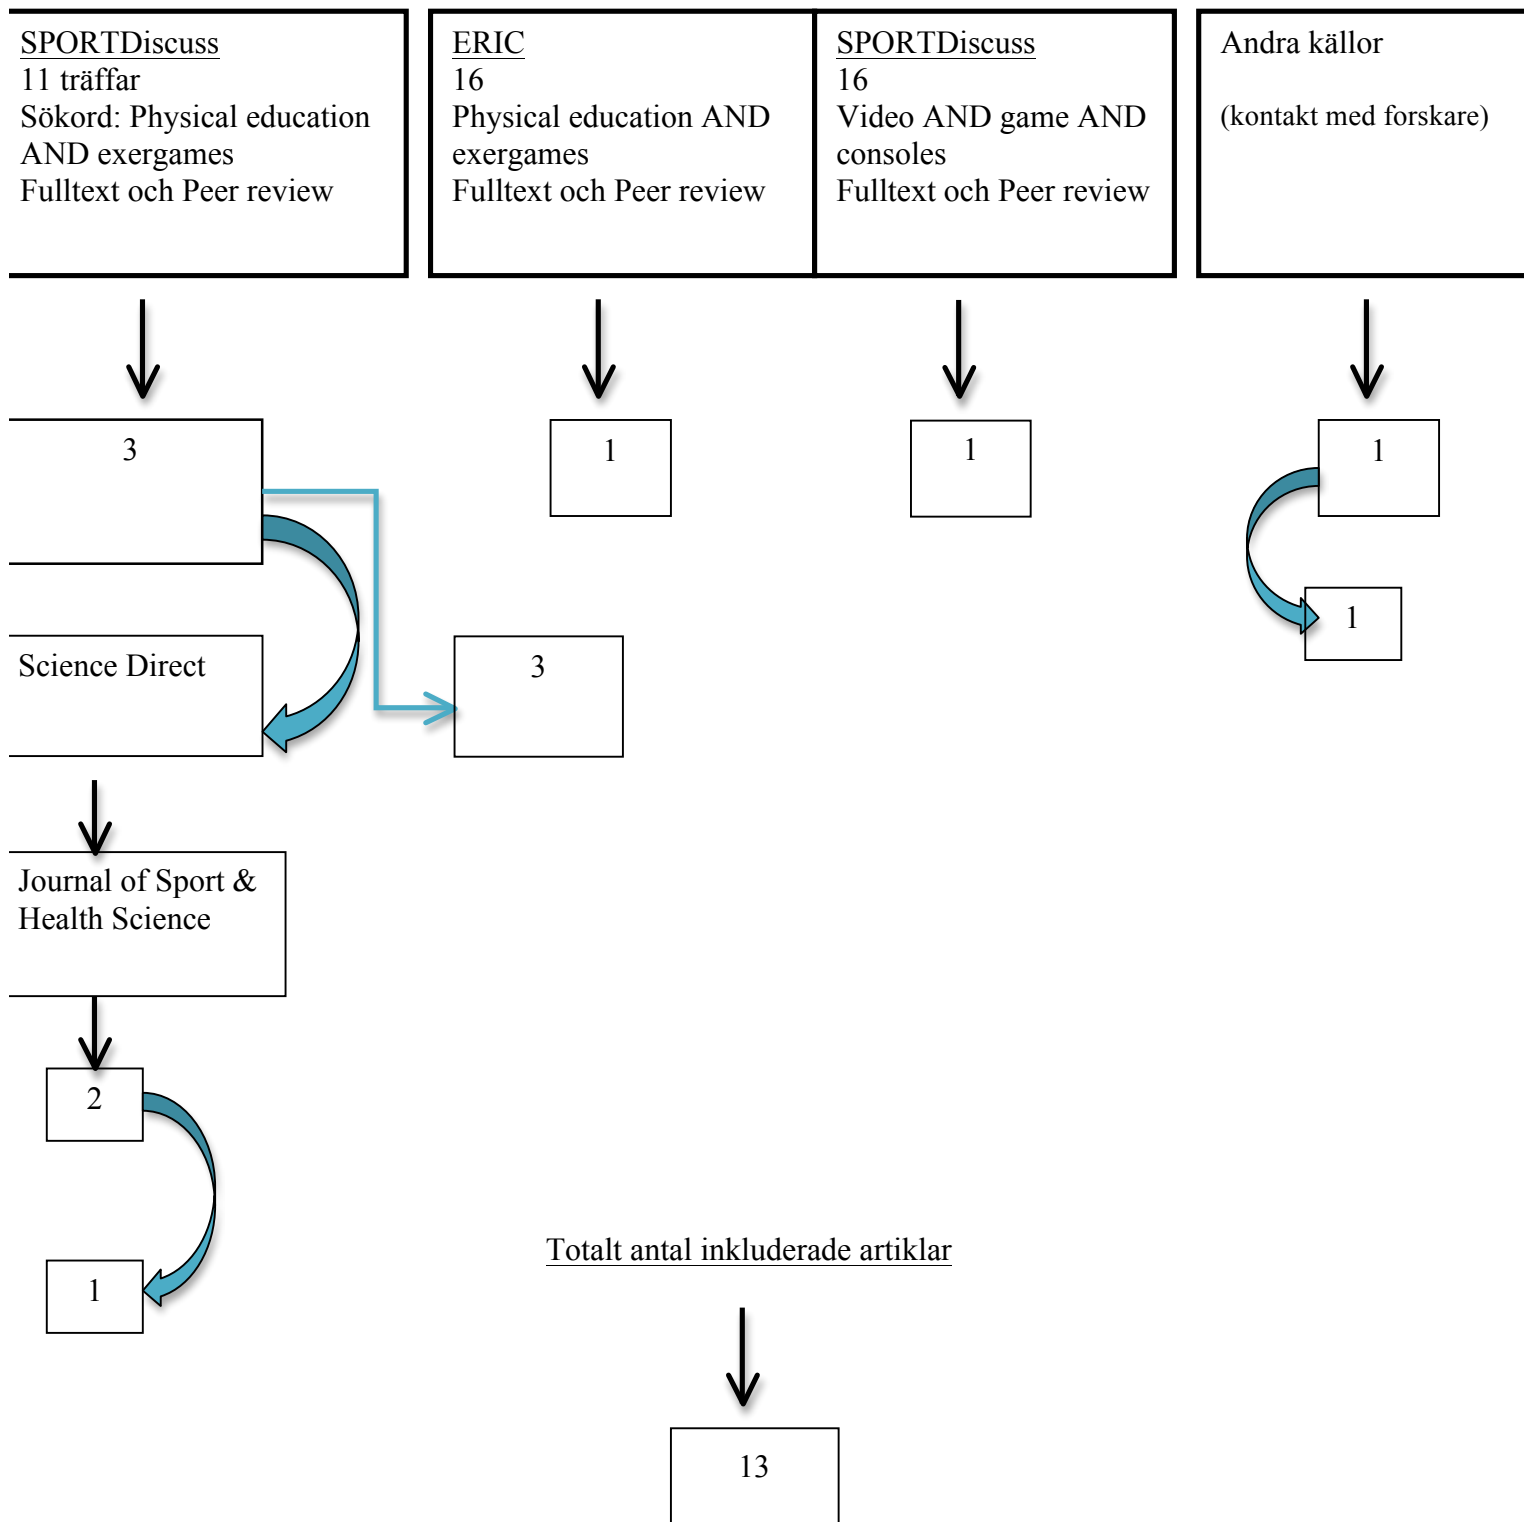 SPORTDiscuss
11 träffar
Sökord: Physical education
AND exergames
Fulltext och Peer review
ERIC
16
Physical education AND
exergames
Fulltext och Peer review
SPORTDiscuss
16
Video AND game AND
consoles
Fulltext och Peer review
Andra källor
(kontakt med forskare)
3
1
1
1
1
Science Direct
3
Journal of Sport &
Health Science
2
1
Totalt antal inkluderade artiklar
13